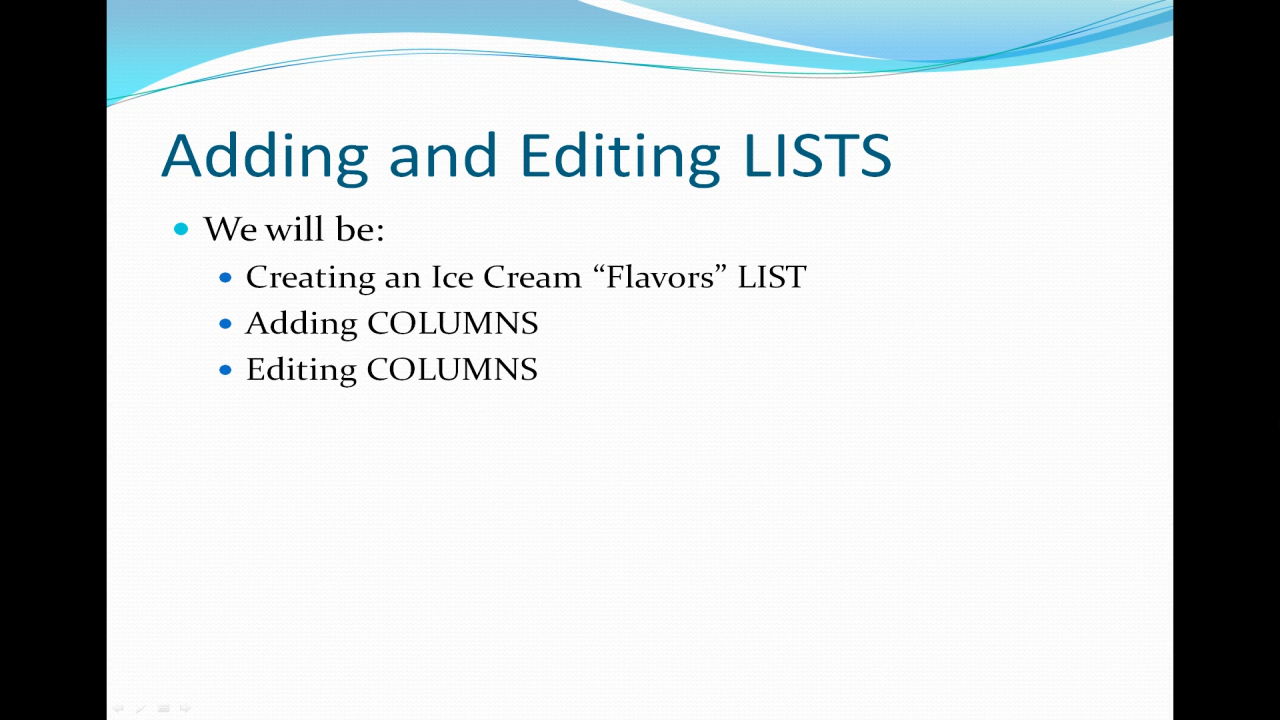 Adding and Editing LISTS
• We will be:
• Creating an Ice Cream “Flavors” LIST
• Adding COLUMNS
• Editing COLUMNS